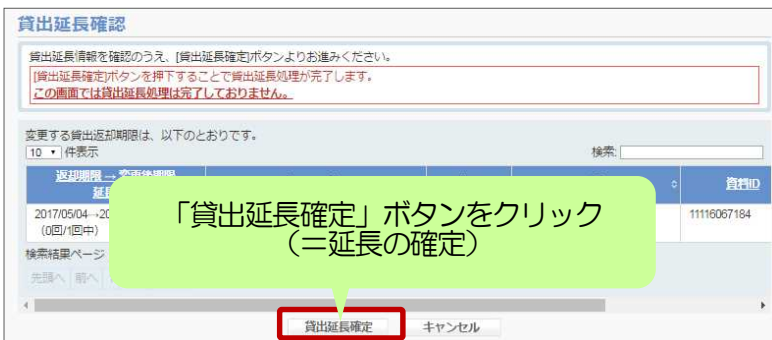 貸出延長確認
貸出延長情報を確認のうえ、[貸出延長確定]ボタンよりお進みください。
[貸出延長確定]ボタンを押下することで貸出延長処理が完了します。
この画面では貸出延長処理は完了しておりません。
変更する貸出返却期限は、以下のとおりです。
10 件表示 検索:
返却期限 → 変更後期限 資料ID
延
2017/05/04→20 11116067184
(0回/1回中)
「貸出延長確定」ボタンをクリック
(=延長の確定)
検索結果ページ
先頭へ 前へ
貸出延長確定 キャンセル